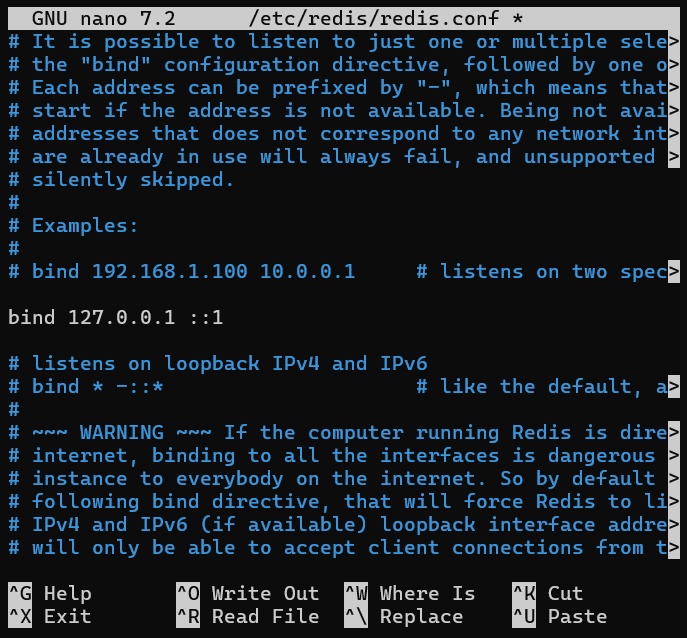 GNU nano 7.2      /etc/redis/redis.conf *
# It is possible to listen to just one or multiple sele>
# the "bind" configuration directive, followed by one o>
# Each address can be prefixed by "-", which means that>
# start if the address is not available. Being not avai>
# addresses that does not correspond to any network int>
# are already in use will always fail, and unsupported >
# silently skipped.
#
# Examples:
#
# bind 192.168.1.100 10.0.0.1     # listens on two spec>
bind 127.0.0.1 ::1
# listens on loopback IPv4 and IPv6
# bind * -::*                     # like the default, a>
#
# ~~~ WARNING ~~~ If the computer running Redis is dire>
# internet, binding to all the interfaces is dangerous >
# instance to everybody on the internet. So by default >
# following bind directive, that will force Redis to li>
# IPv4 and IPv6 (if available) loopback interface addre>
# will only be able to accept client connections from t>
^G Help       ^O Write Out  ^W Where Is   ^K Cut
^X Exit       ^R Read File  ^\ Replace    ^U Paste